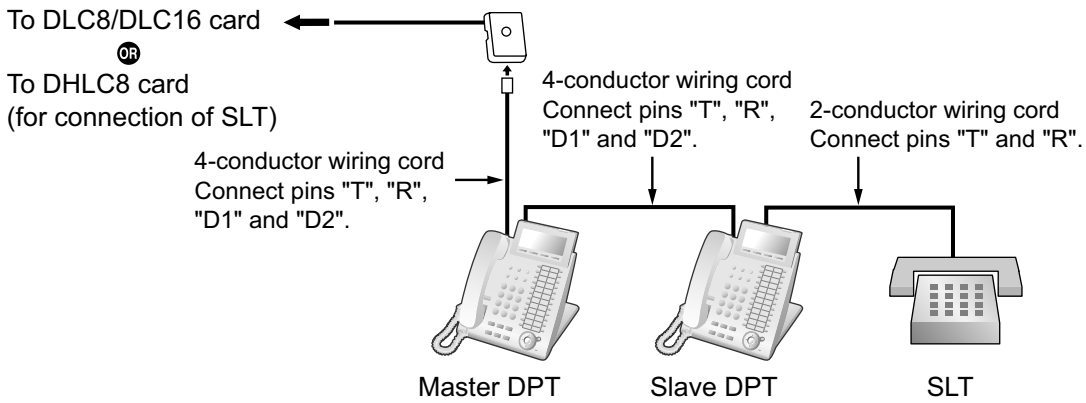 To DLC8/DLC16 card
OR
To DHLC8 card
(for connection of SLT)
4-conductor wiring cord
Connect pins "T", "R",
"D1" and "D2".
4-conductor wiring cord
Connect pins "T", "R",
"D1" and "D2".
2-conductor wiring cord
Connect pins "T" and "R".
Master DPT
Slave DPT
SLT